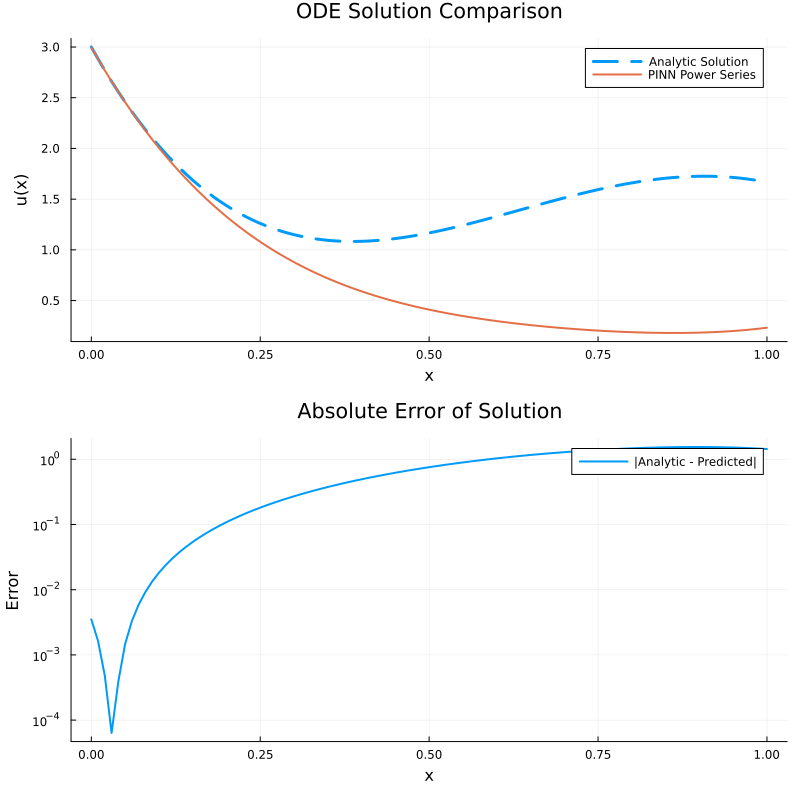 ODE Solution Comparison
3.0
2.5
2.0
1.5
1.0
0.5
u(x)
Analytic Solution
PINN Power Series
0.00 0.25 0.50 0.75 1.00
x
Absolute Error of Solution
10⁰
10⁻¹
10⁻²
10⁻³
10⁻⁴
Error
|Analytic - Predicted|
0.00 0.25 0.50 0.75 1.00
x